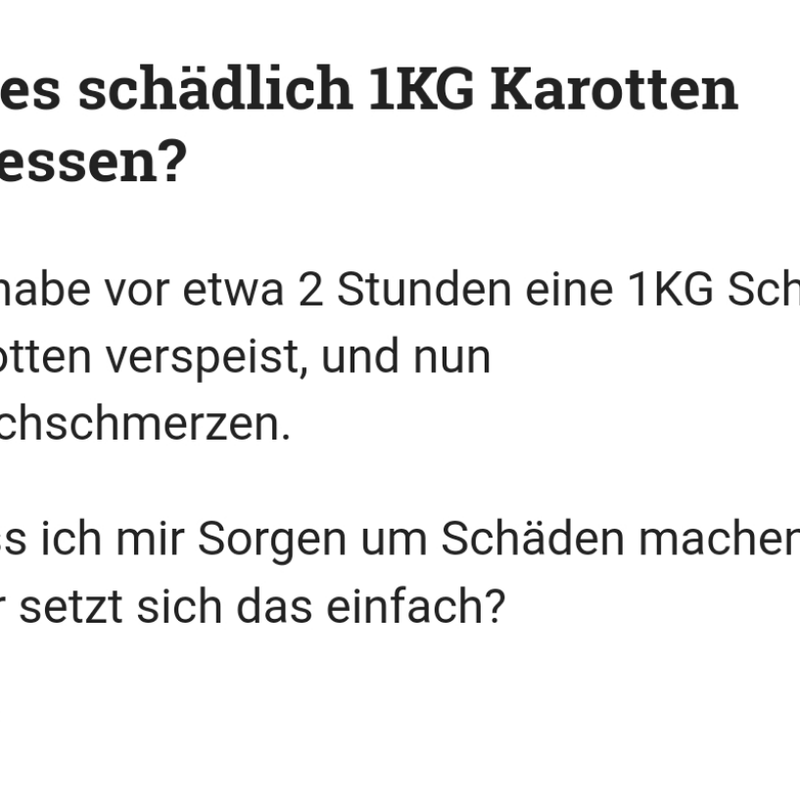 es schädlich 1KG Karotten
essen?
habe vor etwa 2 Stunden eine 1KG Sch
otten verspeist, und nun
chschmerzen.
ss ich mir Sorgen um Schäden machen
r setzt sich das einfach?